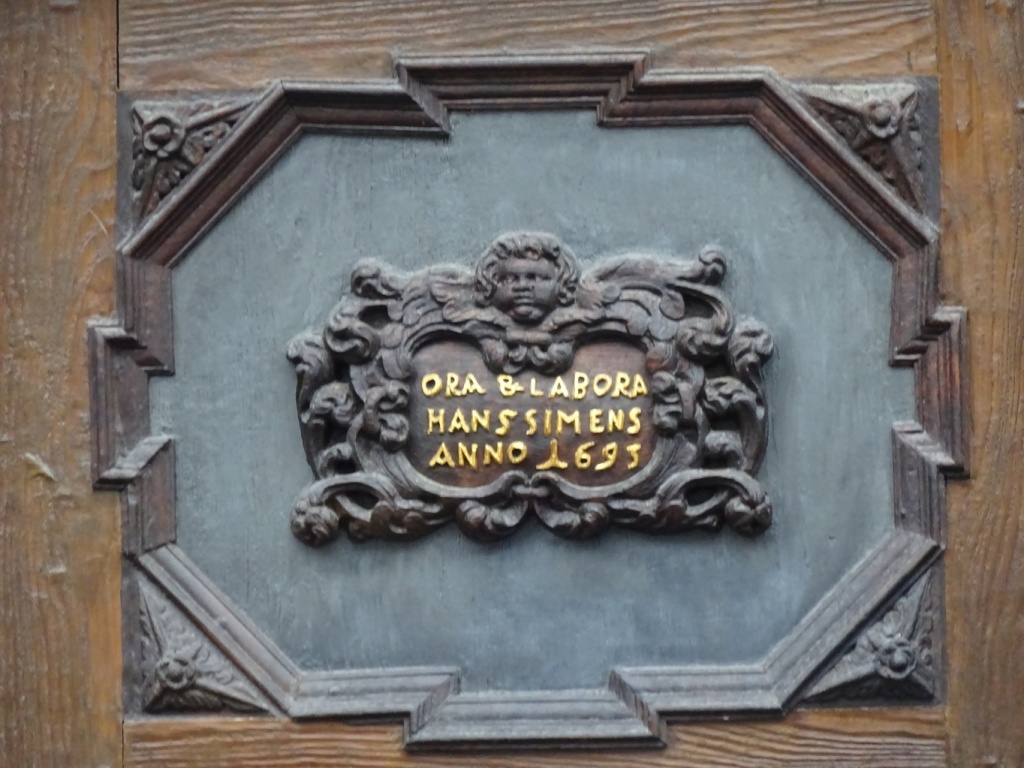 ORA & LABORA
HANS SIMENS
ANNO 1693